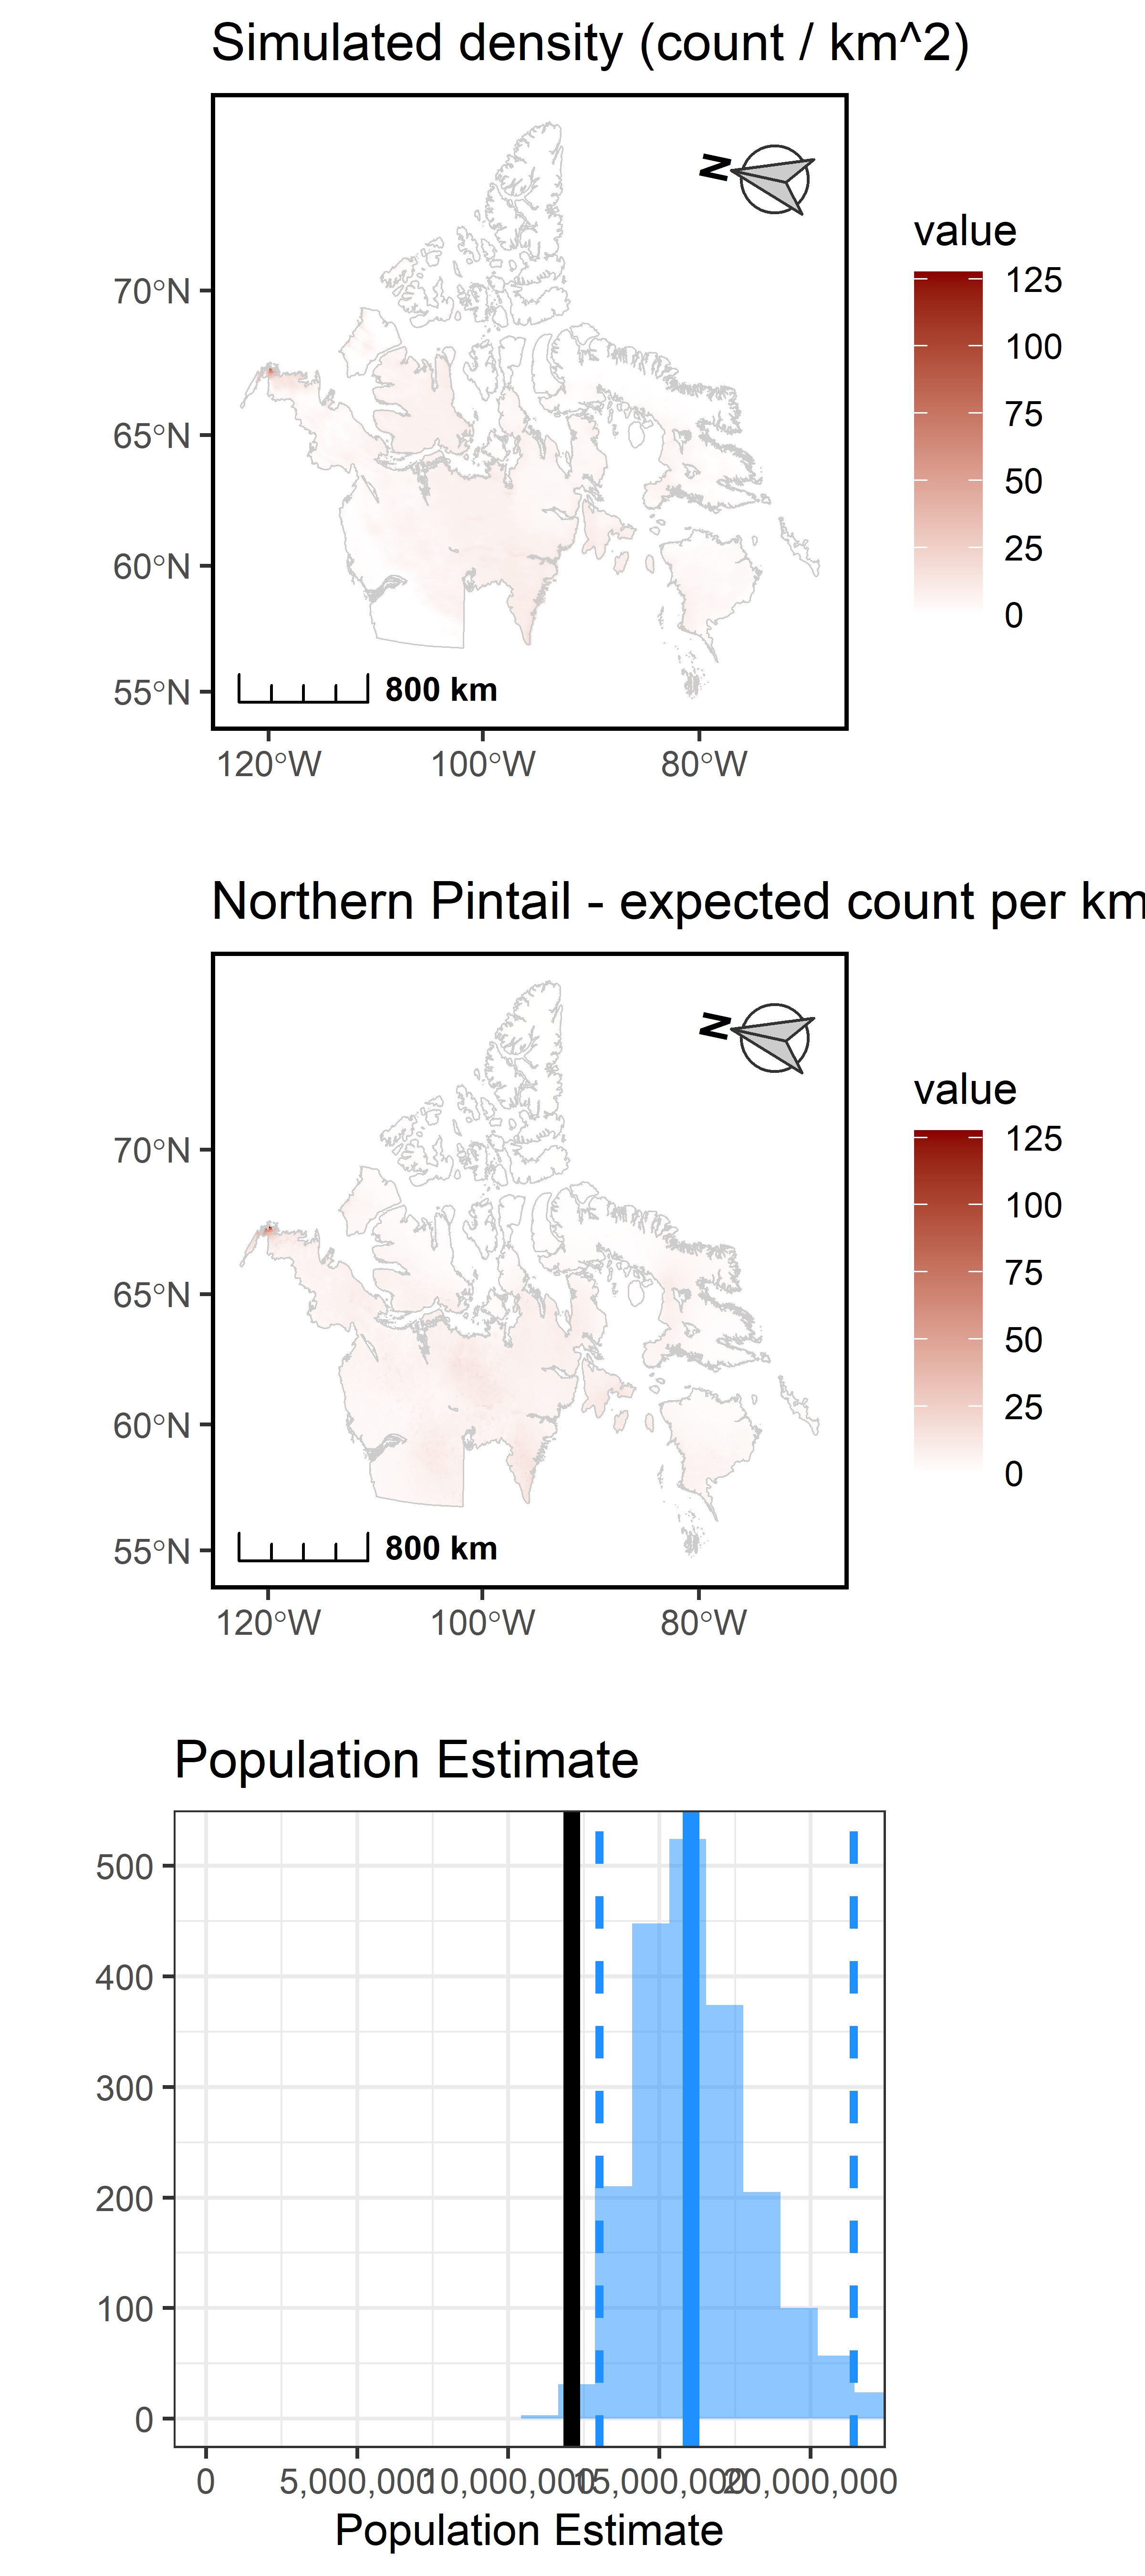 Simulated density (count / km^2)
N
70°N
65°N
60°N
55°N
800 km
120°W 100°W 80°W
value
125
100
75
50
25
0
Northern Pintail - expected count per km
N
70°N
65°N
60°N
55°N
800 km
120°W 100°W 80°W
value
125
100
75
50
25
0
Population Estimate
500
400
300
200
100
0
0 5,000,000 10,000,000 15,000,000 20,000,000
Population Estimate